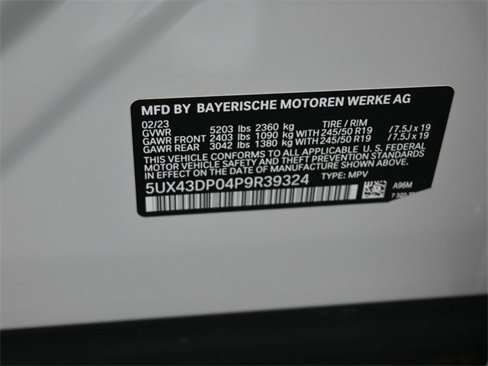 MFD BY BAYERISCHE MOTOREN WERKE AG
02/23 TIRE / RIM
GVWR 5203 lbs 2360 kg
GAWR FRONT 2403 lbs 1090 kg WITH 245/50 R19 / 7.5J x 19
GAWR REAR 3042 lbs 1380 kg WITH 245/50 R19 / 7.5J x 19
THIS VEHICLE CONFORMS TO ALL APPLICABLE U. S. FEDERAL
MOTOR VEHICLE SAFETY AND THEFT PREVENTION STANDARDS
IN EFFECT ON THE DATE OF MANUFACTURE SHOWN ABOVE.
5UX43DP04P9R39324 TYPE: MPV
A96M